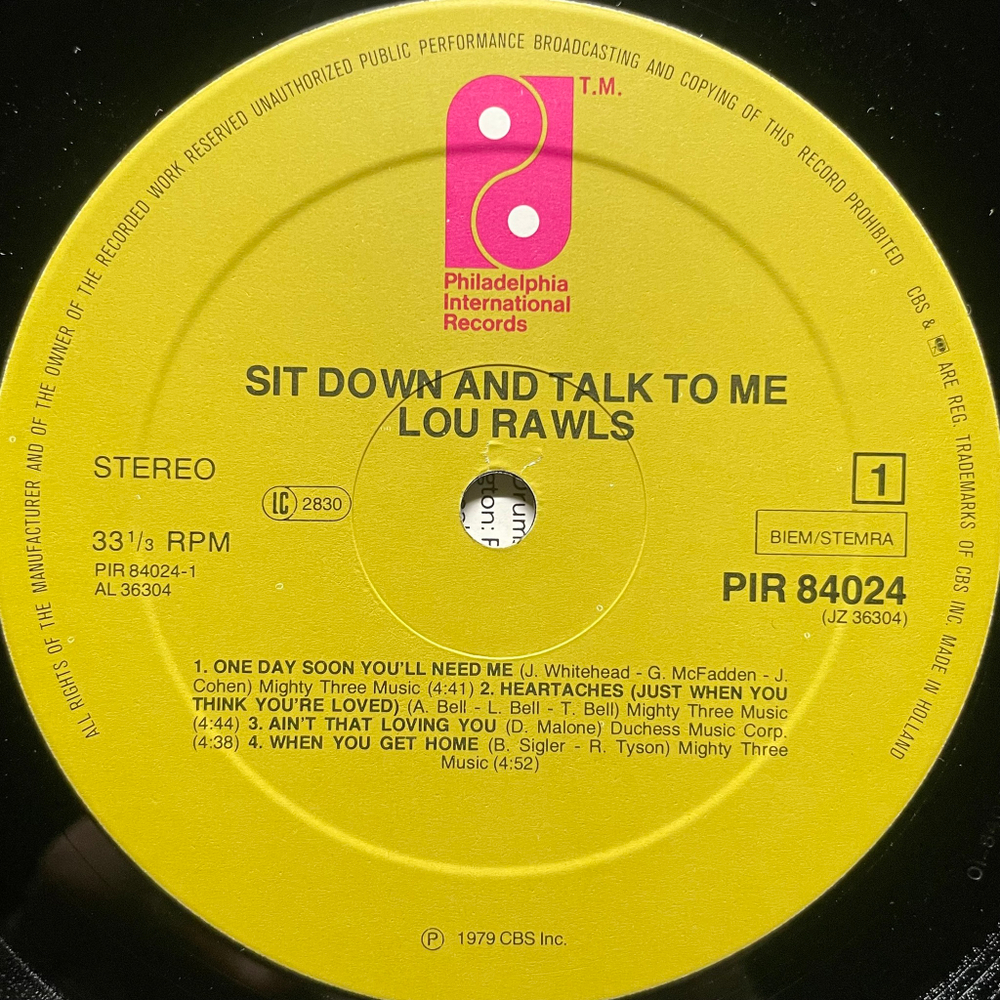 ALL RIGHTS OF THE MANUFACTURER AND OF THE OWNER OF THE RECORDED WORK RESERVED UNAUTHORIZED PUBLIC PERFORMANCE BROADCASTING AND COPYING OF THIS RECORD PROHIBITED
CBS & ARE REG. TRADEMARKS OF CBS INC. MADE IN HOLLAND
T.M.
Philadelphia
International
Records
SIT DOWN AND TALK TO ME
LOU RAWLS
STEREO
LC 2830
33 1/3 RPM
PIR 84024-1
AL 36304
1
BIEM/STEMRA
PIR 84024
(JZ 36304)
1. ONE DAY SOON YOU'LL NEED ME (J. Whitehead - G. McFadden - J.
Cohen) Mighty Three Music (4:41) 2. HEARTACHES (JUST WHEN YOU
THINK YOU'RE LOVED) (A. Bell - L. Bell - T. Bell) Mighty Three Music
(4:44) 3. AIN'T THAT LOVING YOU (D. Malone) Duchess Music Corp.
(4:38) 4. WHEN YOU GET HOME (B. Sigler - R. Tyson) Mighty Three
Music (4:52)
℗ 1979 CBS Inc.